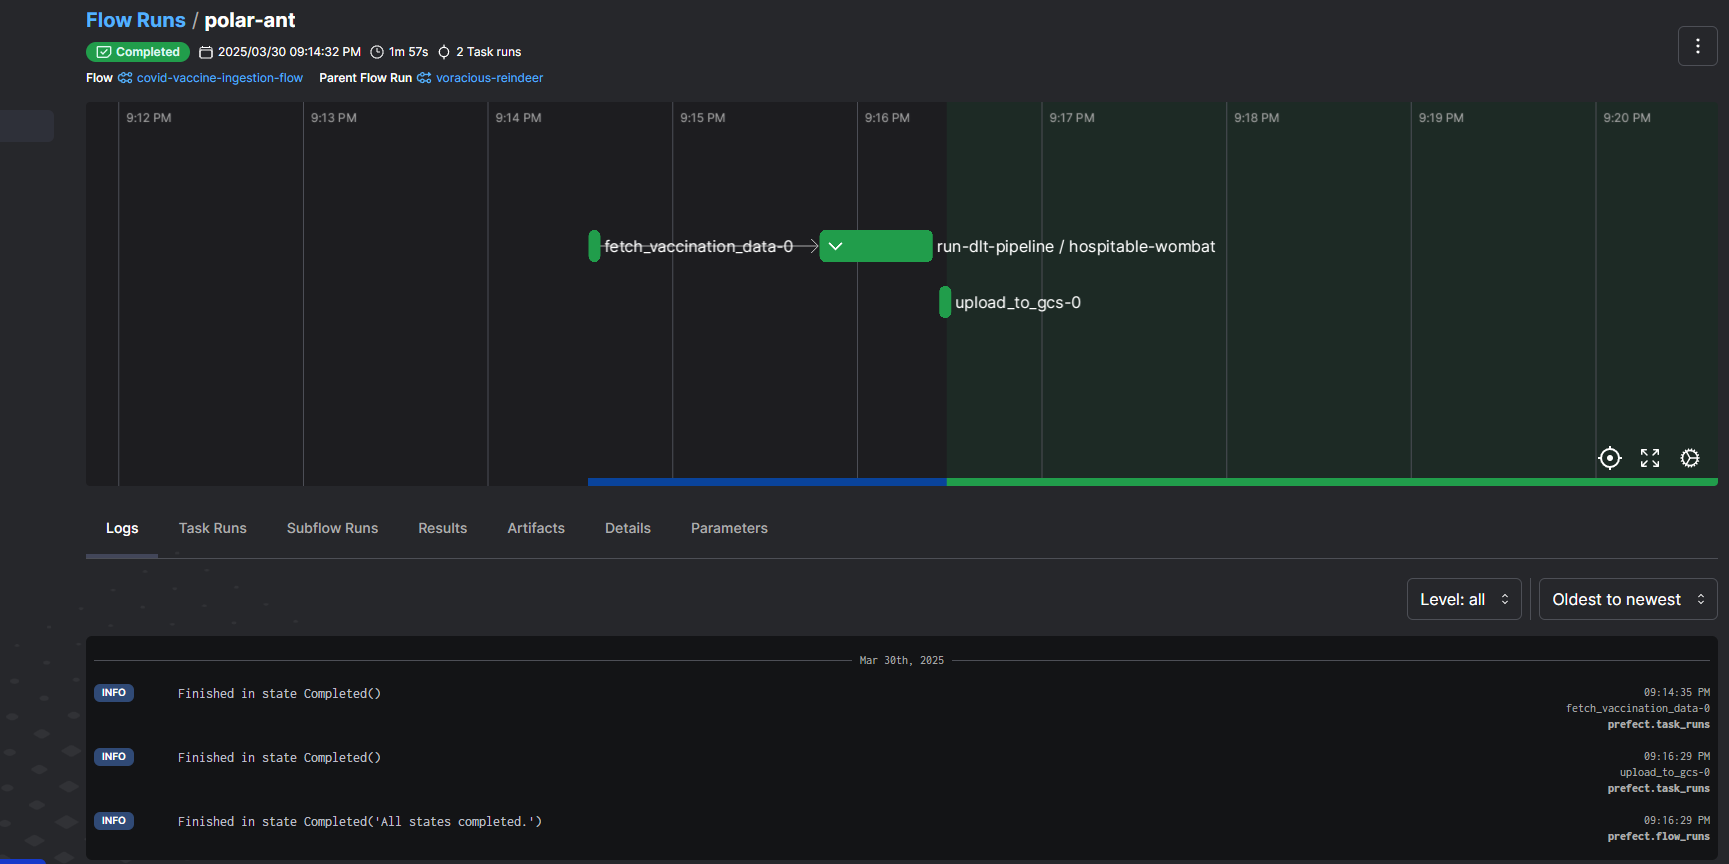 Flow Runs / polar-ant
Completed 2025/03/30 09:14:32 PM 1m 57s 2 Task runs
Flow covid-vaccine-ingestion-flow Parent Flow Run voracious-reindeer
9:12 PM 9:13 PM 9:14 PM 9:15 PM 9:16 PM 9:17 PM 9:18 PM 9:19 PM 9:20 PM
fetch_vaccination_data-0 run-dlt-pipeline / hospitable-wombat
upload_to_gcs-0
Logs Task Runs Subflow Runs Results Artifacts Details Parameters
Level: all Oldest to newest
Mar 30th, 2025
INFO Finished in state Completed() 09:14:35 PM
fetch_vaccination_data-0
prefect.task_runs
INFO Finished in state Completed() 09:16:29 PM
upload_to_gcs-0
prefect.task_runs
INFO Finished in state Completed('All states completed.') 09:16:29 PM
prefect.flow_runs